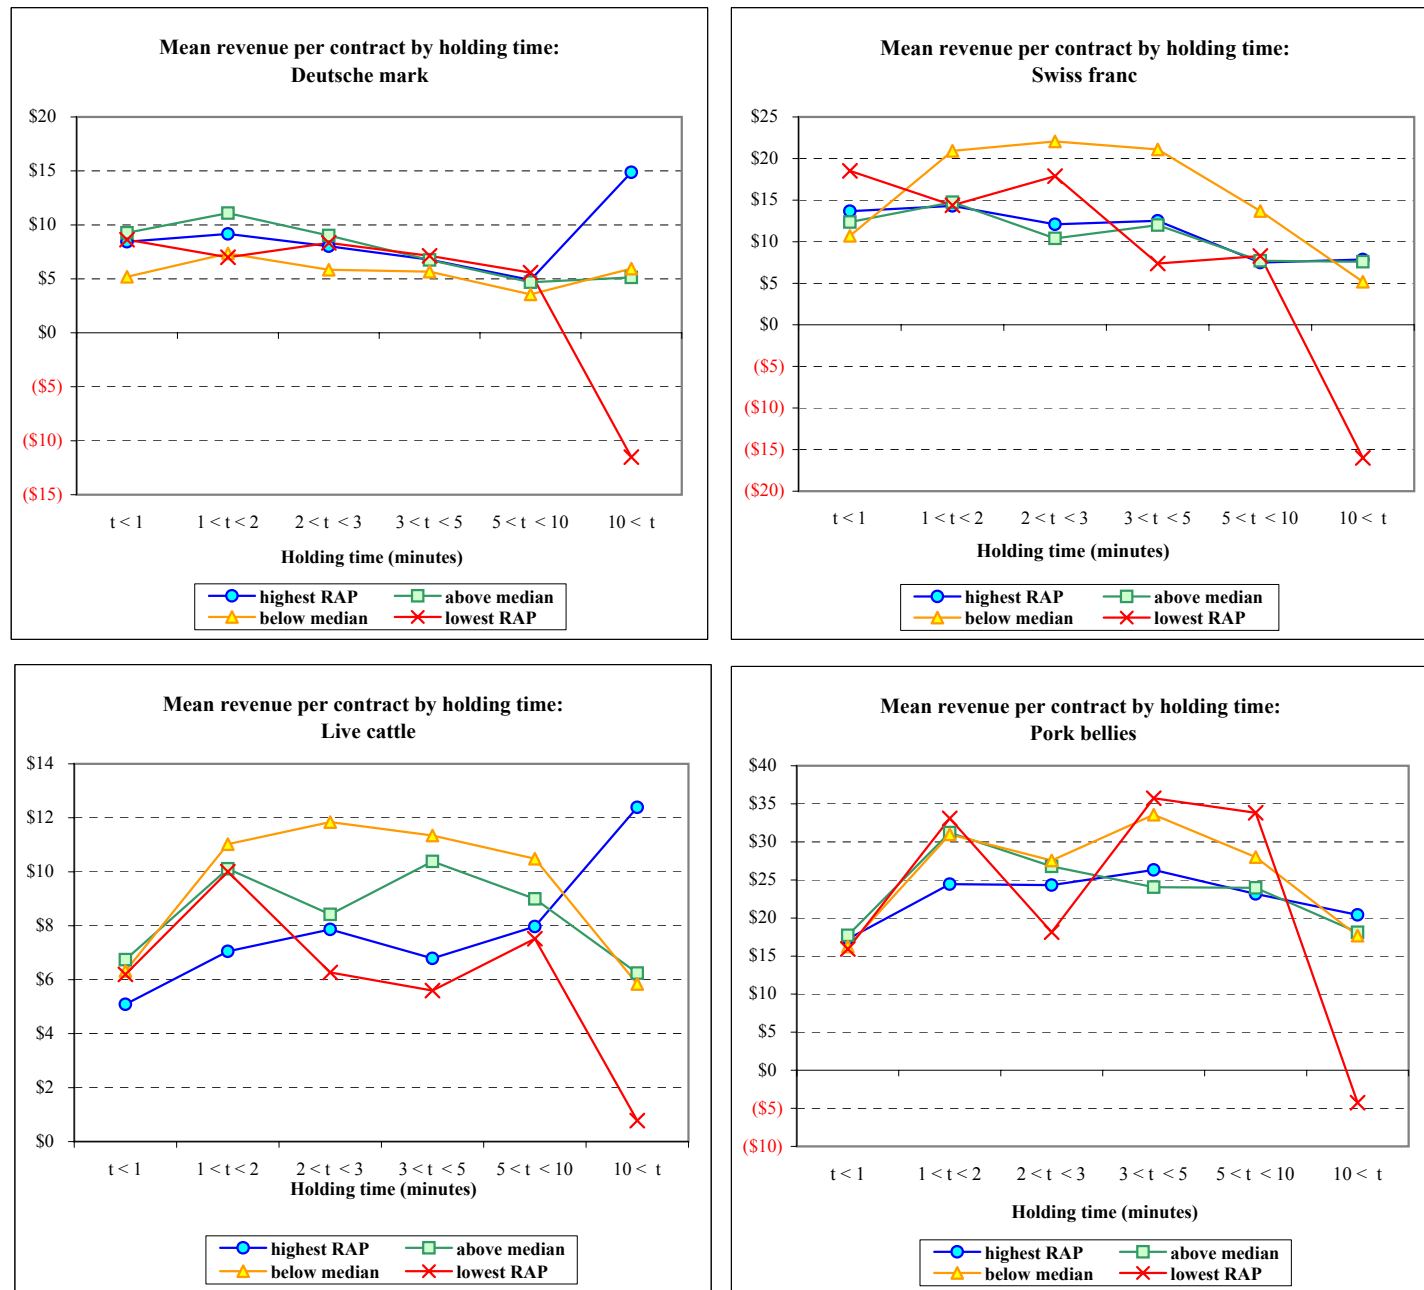 Mean revenue per contract by holding time:
Deutsche mark
$20
$15
$10
$5
$0
($5)
($10)
($15)
t < 1
1 < t < 2
2 < t < 3
3 < t < 5
5 < t < 10
10 < t
Holding time (minutes)
highest RAP
above median
below median
lowest RAP
Mean revenue per contract by holding time:
Swiss franc
$25
$20
$15
$10
$5
$0
($5)
($10)
($15)
($20)
t < 1
1 < t < 2
2 < t < 3
3 < t < 5
5 < t < 10
10 < t
Holding time (minutes)
highest RAP
above median
below median
lowest RAP
Mean revenue per contract by holding time:
Live cattle
$14
$12
$10
$8
$6
$4
$2
$0
t < 1
1 < t < 2
2 < t < 3
3 < t < 5
5 < t < 10
10 < t
Holding time (minutes)
highest RAP
above median
below median
lowest RAP
Mean revenue per contract by holding time:
Pork bellies
$40
$35
$30
$25
$20
$15
$10
$5
$0
($5)
($10)
t < 1
1 < t < 2
2 < t < 3
3 < t < 5
5 < t < 10
10 < t
Holding time (minutes)
highest RAP
above median
below median
lowest RAP